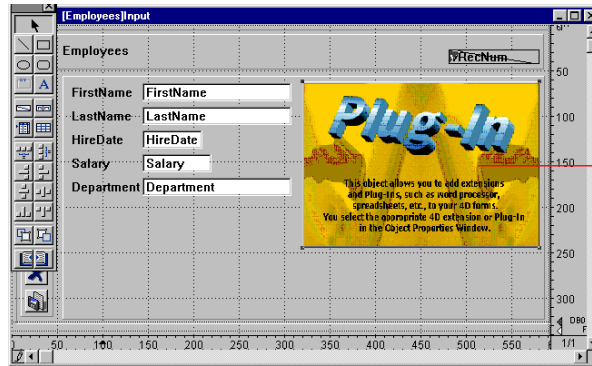 [Employees]Input
Employees
vRecNum
FirstName FirstName
LastName LastName
HireDate HireDate
Salary Salary
Department Department
A
Plug-In
This object allows you to add extensions
and Plug-Ins, such as word processor,
spreadsheets, etc., to your 4D forms.
You select the appropriate 4D extension or Plug-In
in the Object Properties Window.
50
100
150
200
250
300
DB0
F
50 100 150 200 250 300 350 400 450 500 550
1/1